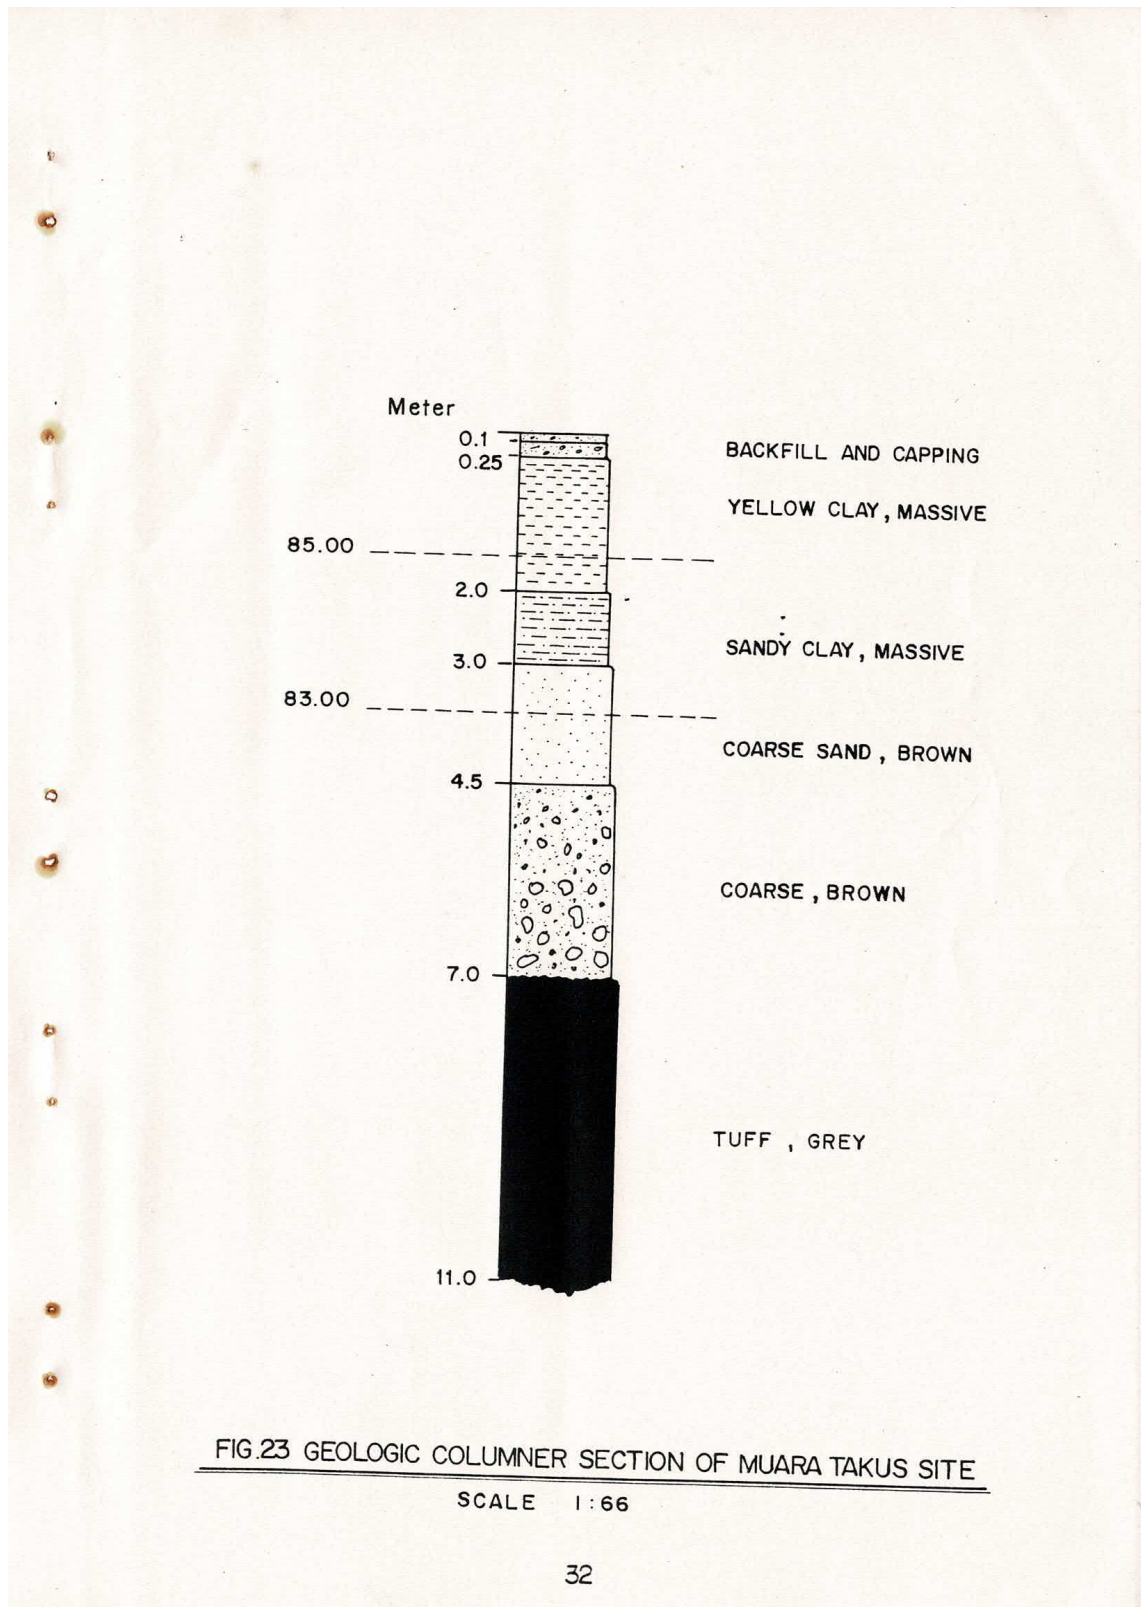 Meter
0.1
BACKFILL AND CAPPING
0.25
YELLOW CLAY, MASSIVE
85.00
2.0
SANDY CLAY, MASSIVE
3.0
83.00
COARSE SAND, BROWN
4.5
COARSE, BROWN
7.0
TUFF, GREY
11.0
FIG.23 GEOLOGIC COLUMNER SECTION OF MUARA TAKUS SITE
SCALE 1:66
32